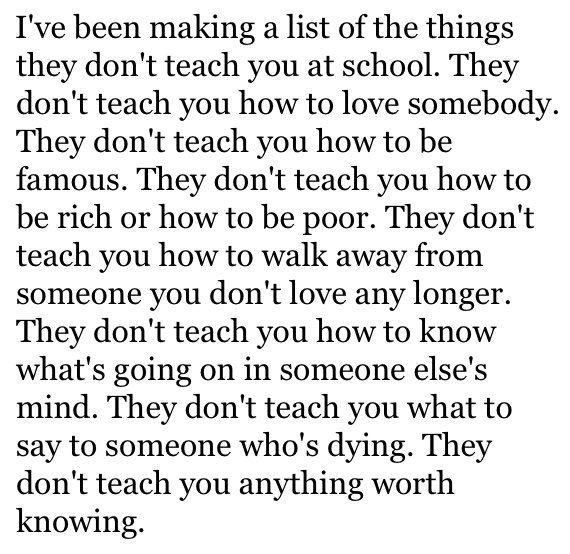 I've been making a list of the things
they don't teach you at school. They
don't teach you how to love somebody.
They don't teach you how to be
famous. They don't teach you how to
be rich or how to be poor. They don't
teach you how to walk away from
someone you don't love any longer.
They don't teach you how to know
what's going on in someone else's
mind. They don't teach you what to
say to someone who's dying. They
don't teach you anything worth
knowing.